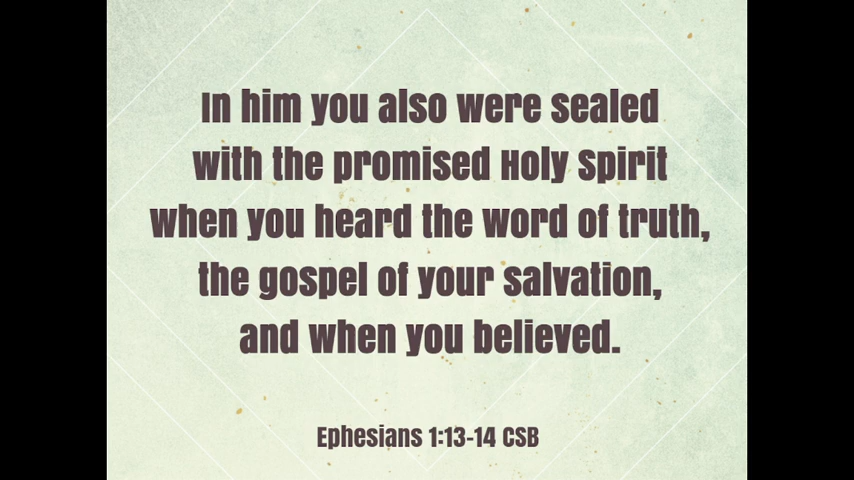 In him you also were sealed
with the promised Holy Spirit
when you heard the word of truth,
the gospel of your salvation,
and when you believed.
Ephesians 1:13-14 CSB